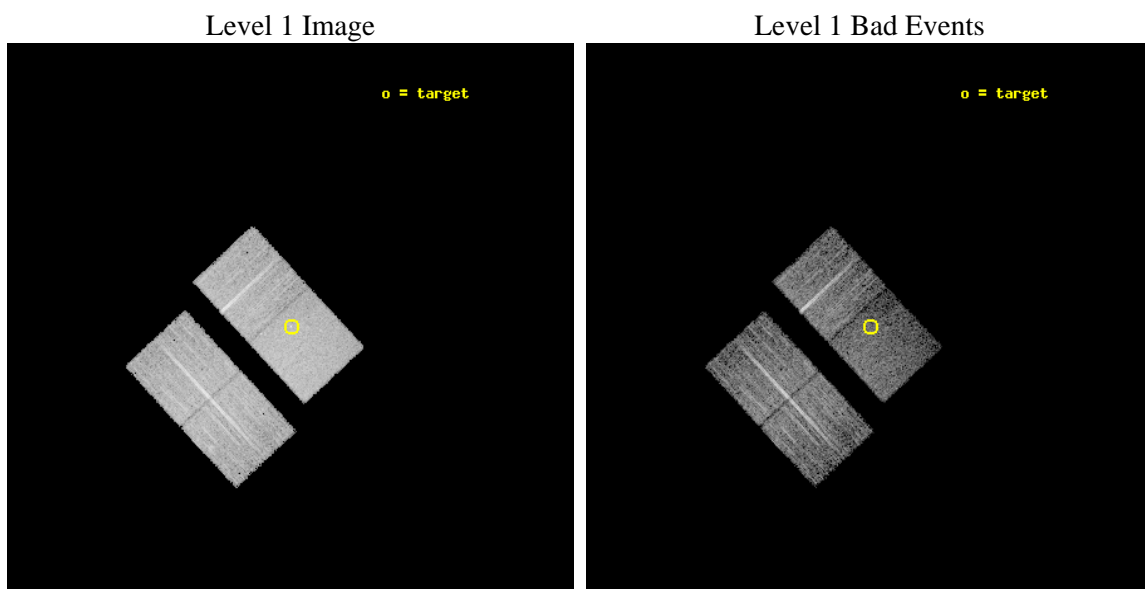 Level 1 Image
Level 1 Bad Events
o = target
o = target